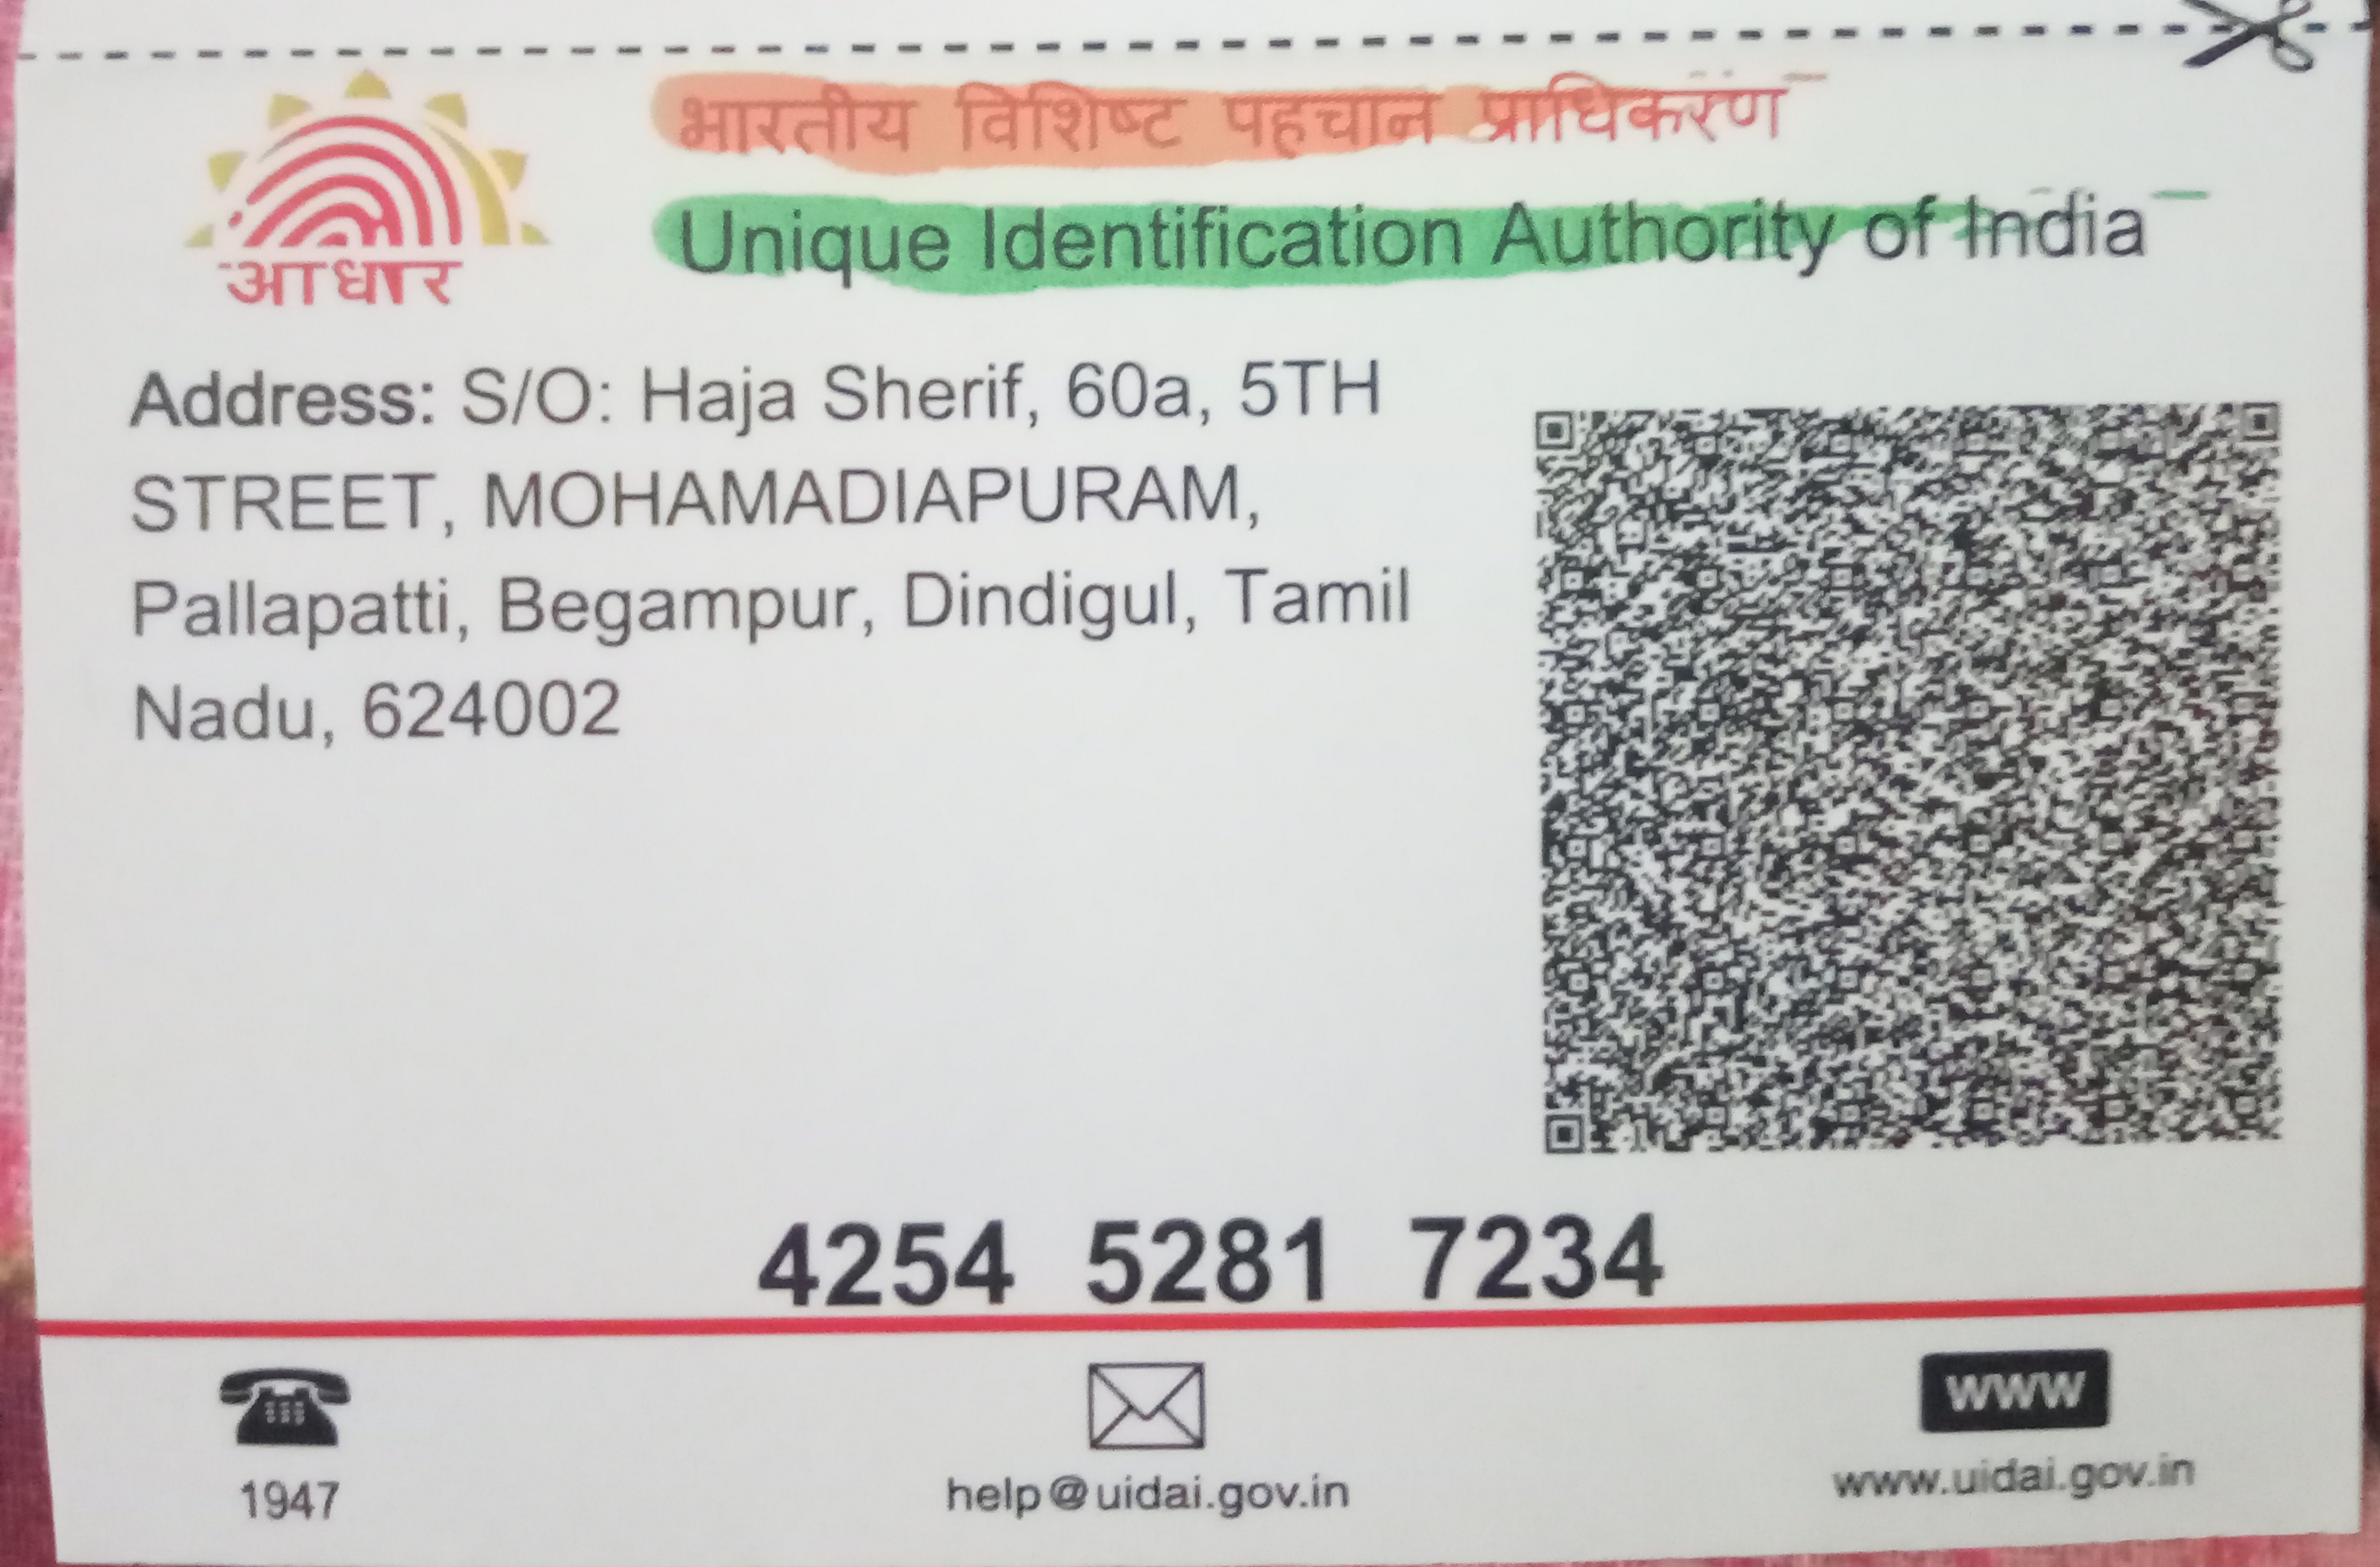 भारतीय विशिष्ट पहचान प्राधिकरण
Unique Identification Authority of India
आधार
Address: S/O: Haja Sherif, 60a, 5TH
STREET, MOHAMADIAPURAM,
Pallapatti, Begampur, Dindigul, Tamil
Nadu, 624002
4254 5281 7234
WWW
1947
help@uidai.gov.in
www.uidai.gov.in